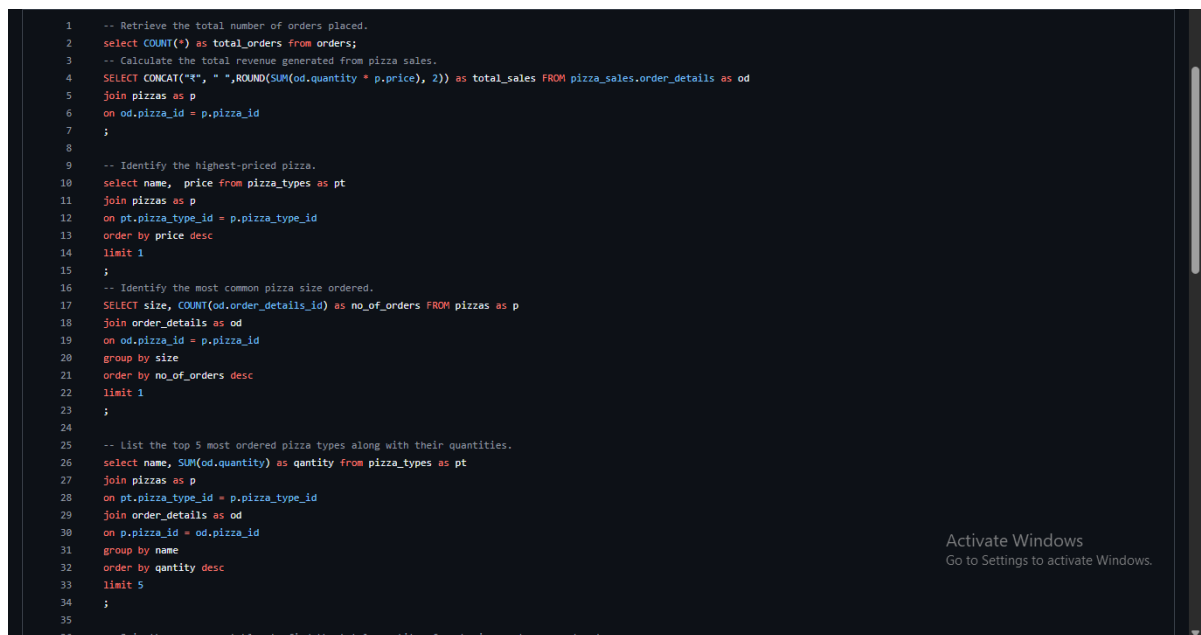 1 -- Retrieve the total number of orders placed.
2 select COUNT(*) as total_orders from orders;
3 -- Calculate the total revenue generated from pizza sales.
4 SELECT CONCAT("₹", " ",ROUND(SUM(od.quantity * p.price), 2)) as total_sales FROM pizza_sales.order_details as od
5 join pizzas as p
6 on od.pizza_id = p.pizza_id
7 ;
8
9 -- Identify the highest-priced pizza.
10 select name,  price from pizza_types as pt
11 join pizzas as p
12 on pt.pizza_type_id = p.pizza_type_id
13 order by price desc
14 limit 1
15 ;
16 -- Identify the most common pizza size ordered.
17 SELECT size, COUNT(od.order_details_id) as no_of_orders FROM pizzas as p
18 join order_details as od
19 on od.pizza_id = p.pizza_id
20 group by size
21 order by no_of_orders desc
22 limit 1
23 ;
24
25 -- List the top 5 most ordered pizza types along with their quantities.
26 select name, SUM(od.quantity) as qantity from pizza_types as pt
27 join pizzas as p
28 on pt.pizza_type_id = p.pizza_type_id
29 join order_details as od
30 on p.pizza_id = od.pizza_id
31 group by name
32 order by qantity desc
33 limit 5
34 ;
35
Activate Windows
Go to Settings to activate Windows.